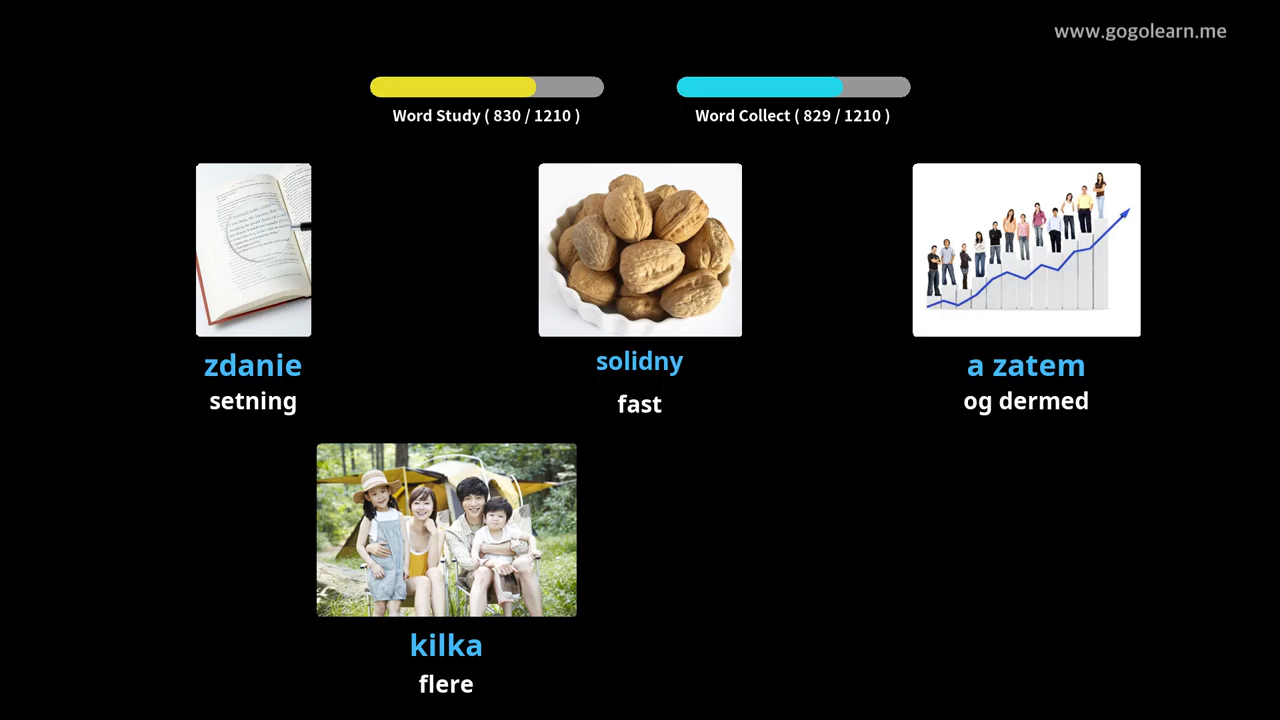 www.gogolearn.me
Word Study ( 830 / 1210 )
Word Collect ( 829 / 1210 )
zdanie
setning
solidny
fast
a zatem
og dermed
kilka
flere